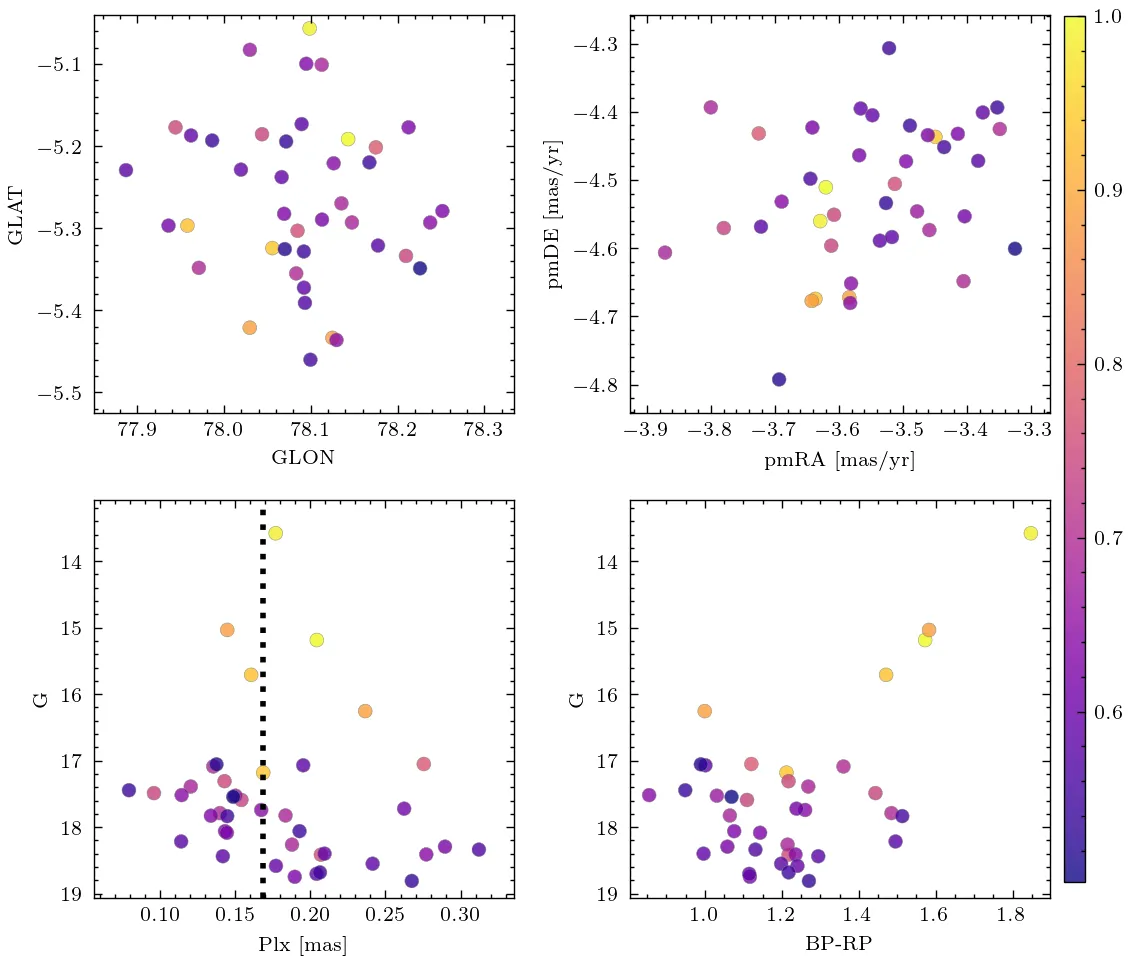 −5.1
−5.2
−5.3
−5.4
−5.5
GLAT
77.9 78.0 78.1 78.2 78.3
GLON
−4.3
−4.4
−4.5
−4.6
−4.7
−4.8
pmDE [mas/yr]
−3.9 −3.8 −3.7 −3.6 −3.5 −3.4 −3.3
pmRA [mas/yr]
14
15
16
17
18
19
G
0.10 0.15 0.20 0.25 0.30
Plx [mas]
14
15
16
17
18
19
G
1.0 1.2 1.4 1.6 1.8
BP-RP
1.0
0.9
0.8
0.7
0.6